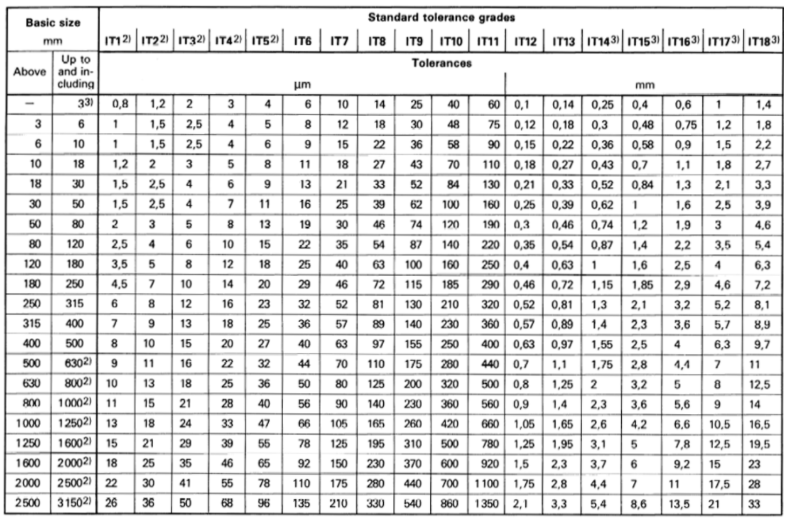 Basic size Standard tolerance grades
mm IT1²⁾ IT2²⁾ IT3²⁾ IT4²⁾ IT5²⁾ IT6 IT7 IT8 IT9 IT10 IT11 IT12 IT13 IT14³⁾ IT15³⁾ IT16³⁾ IT17³⁾ IT18³⁾
Above Up to and in- cluding Tolerances
µm mm
— 3³⁾ 0,8 1,2 2 3 4 6 10 14 25 40 60 0,1 0,14 0,25 0,4 0,6 1 1,4
3 6 1 1,5 2,5 4 5 8 12 18 30 48 75 0,12 0,18 0,3 0,48 0,75 1,2 1,8
6 10 1 1,5 2,5 4 6 9 15 22 36 58 90 0,15 0,22 0,36 0,58 0,9 1,5 2,2
10 18 1,2 2 3 5 8 11 18 27 43 70 110 0,18 0,27 0,43 0,7 1,1 1,8 2,7
18 30 1,5 2,5 4 6 9 13 21 33 52 84 130 0,21 0,33 0,52 0,84 1,3 2,1 3,3
30 50 1,5 2,5 4 7 11 16 25 39 62 100 160 0,25 0,39 0,62 1 1,6 2,5 3,9
50 80 2 3 5 8 13 19 30 46 74 120 190 0,3 0,46 0,74 1,2 1,9 3 4,6
80 120 2,5 4 6 10 15 22 35 54 87 140 220 0,35 0,54 0,87 1,4 2,2 3,5 5,4
120 180 3,5 5 8 12 18 25 40 63 100 160 250 0,4 0,63 1 1,6 2,5 4 6,3
180 250 4,5 7 10 14 20 29 46 72 115 185 290 0,46 0,72 1,15 1,85 2,9 4,6 7,2
250 315 6 8 12 16 23 32 52 81 130 210 320 0,52 0,81 1,3 2,1 3,2 5,2 8,1
315 400 7 9 13 18 25 36 57 89 140 230 360 0,57 0,89 1,4 2,3 3,6 5,7 8,9
400 500 8 10 15 20 27 40 63 97 155 250 400 0,63 0,97 1,55 2,5 4 6,3 9,7
500 630²⁾ 9 11 16 22 32 44 70 110 175 280 440 0,7 1,1 1,75 2,8 4,4 7 11
630 800²⁾ 10 13 18 25 36 50 80 125 200 320 500 0,8 1,25 2 3,2 5 8 12,5
800 1000²⁾ 11 15 21 28 40 56 90 140 230 360 560 0,9 1,4 2,3 3,6 5,6 9 14
1000 1250²⁾ 13 18 24 33 47 66 105 165 260 420 660 1,05 1,65 2,6 4,2 6,6 10,5 16,5
1250 1600²⁾ 15 21 29 39 55 78 125 195 310 500 780 1,25 1,95 3,1 5 7,8 12,5 19,5
1600 2000²⁾ 18 25 35 46 65 92 150 230 370 600 920 1,5 2,3 3,7 6 9,2 15 23
2000 2500²⁾ 22 30 41 55 78 110 175 280 440 700 1100 1,75 2,8 4,4 7 11 17,5 28
2500 3150²⁾ 26 36 50 68 96 135 210 330 540 860 1350 2,1 3,3 5,4 8,6 13,5 21 33